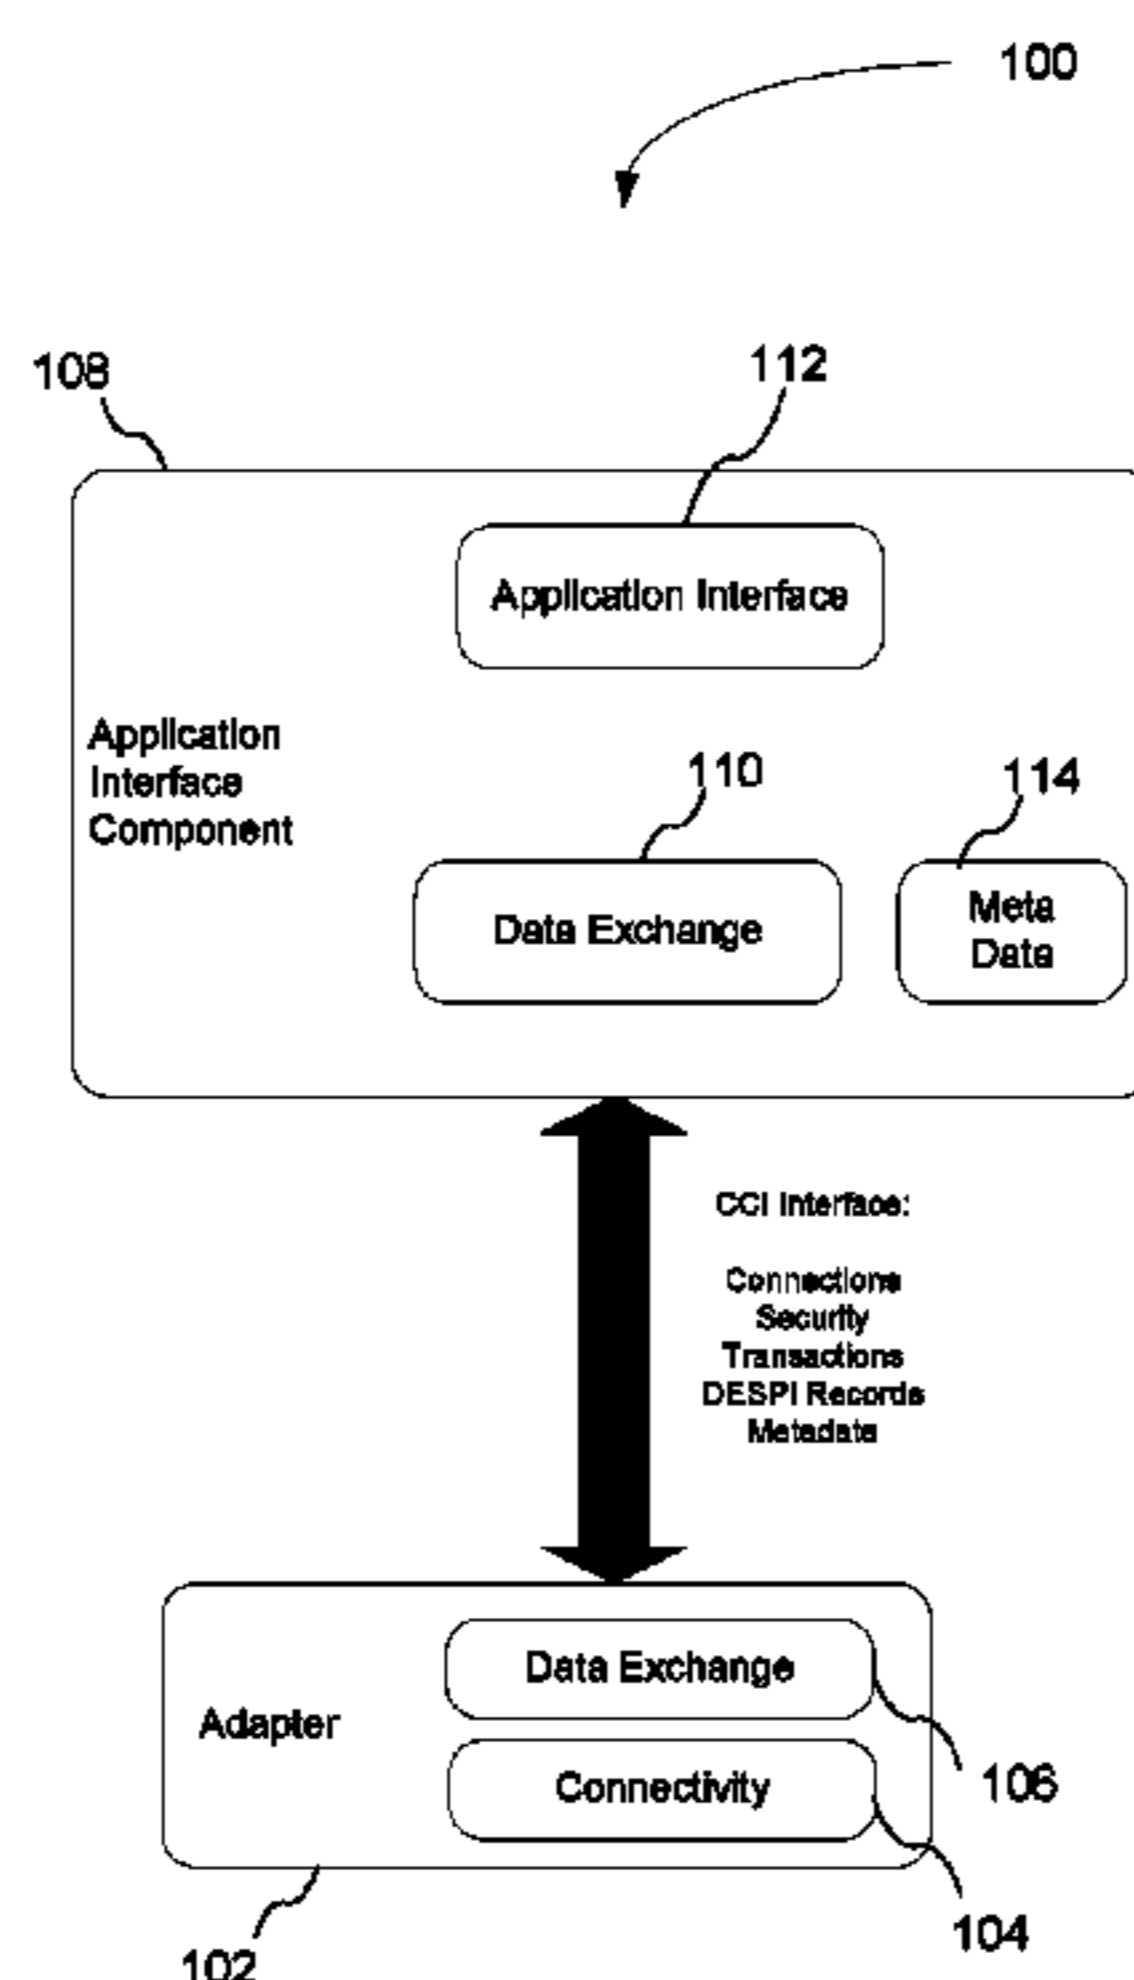 100
108
112
Application Interface
Application
Interface
Component
110
114
Data Exchange
Meta
Data
CCI Interface:
Connections
Security
Transactions
DESPI Records
Metadata
Data Exchange
Adapter
Connectivity
106
104
102